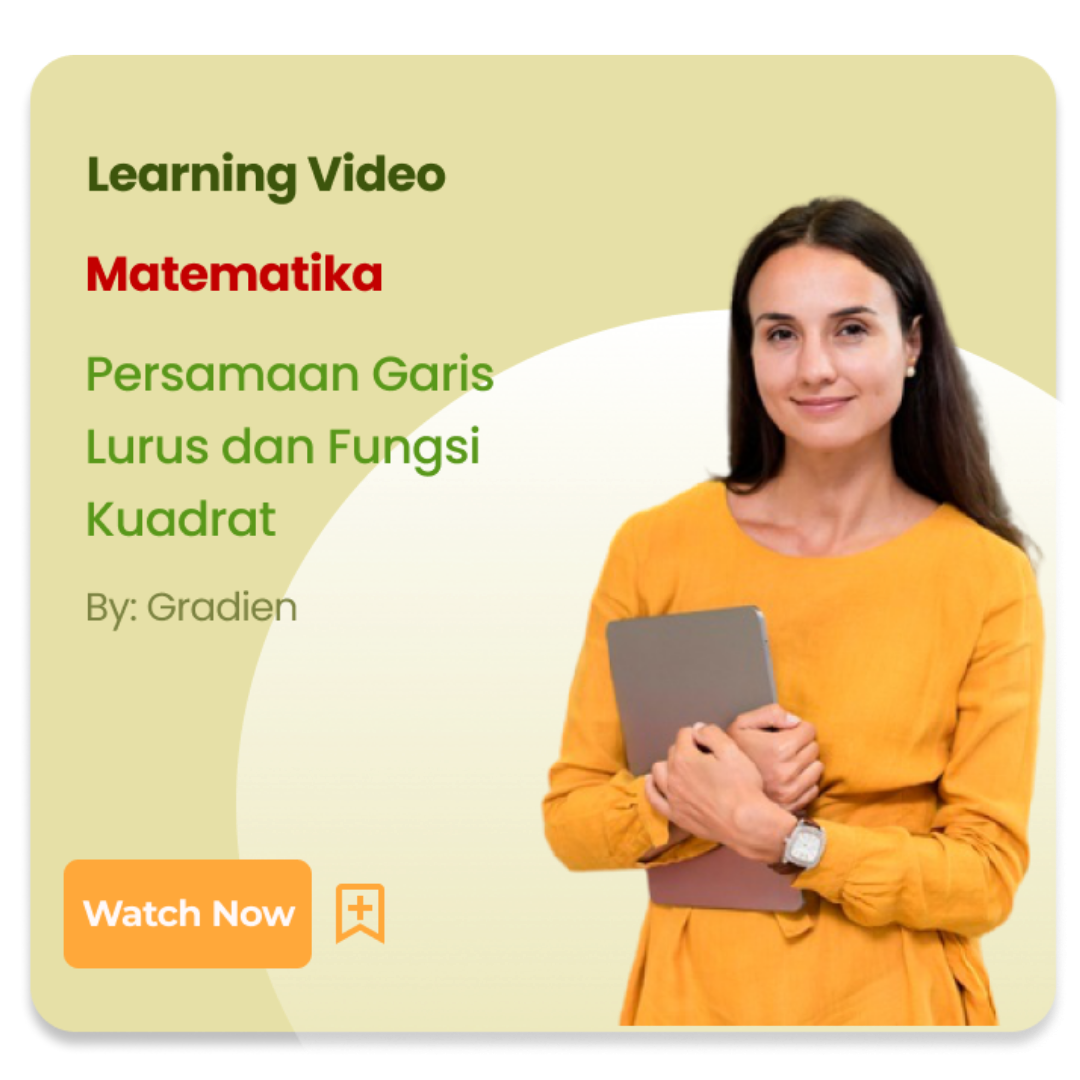 Learning Video
Matematika
Persamaan Garis
Lurus dan Fungsi
Kuadrat
By: Gradien
Watch Now